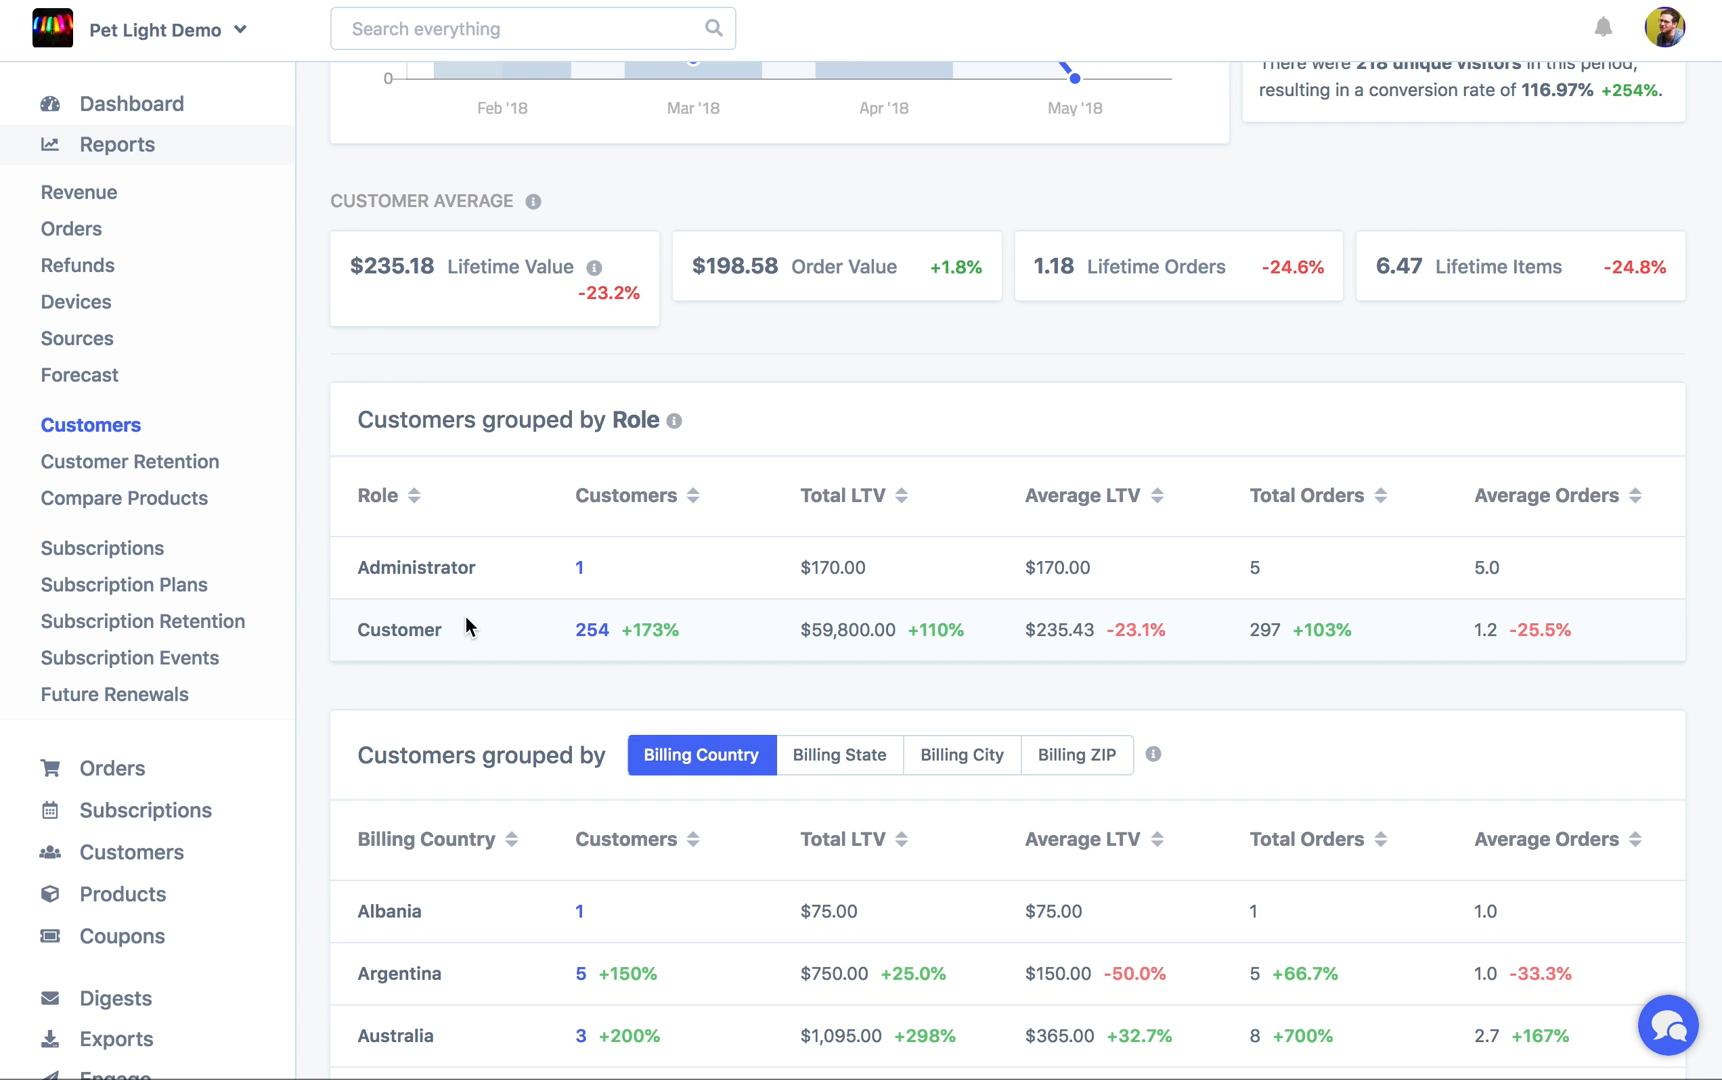 Pet Light Demo
Search everything
Dashboard
Reports
Revenue
Orders
Refunds
Devices
Sources
Forecast
Customers
Customer Retention
Compare Products
Subscriptions
Subscription Plans
Subscription Retention
Subscription Events
Future Renewals
Orders
Subscriptions
Customers
Products
Coupons
Digests
Exports
Engage
0
Feb '18 Mar '18 Apr '18 May '18
There were 218 unique visitors in this period,
resulting in a conversion rate of 116.97% +254%.
CUSTOMER AVERAGE
$235.18 Lifetime Value
-23.2%
$198.58 Order Value +1.8%
1.18 Lifetime Orders -24.6%
6.47 Lifetime Items -24.8%
Customers grouped by Role
Role Customers Total LTV Average LTV Total Orders Average Orders
Administrator 1 $170.00 $170.00 5 5.0
Customer 254 +173% $59,800.00 +110% $235.43 -23.1% 297 +103% 1.2 -25.5%
Customers grouped by Billing Country Billing State Billing City Billing ZIP
Billing Country Customers Total LTV Average LTV Total Orders Average Orders
Albania 1 $75.00 $75.00 1 1.0
Argentina 5 +150% $750.00 +25.0% $150.00 -50.0% 5 +66.7% 1.0 -33.3%
Australia 3 +200% $1,095.00 +298% $365.00 +32.7% 8 +700% 2.7 +167%